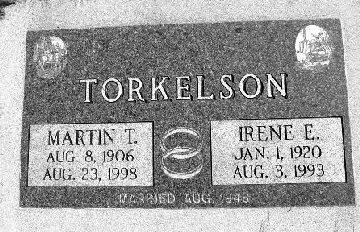 TORKELSON
MARTIN T.
AUG. 8, 1906
AUG. 23, 1998
IRENE E.
JAN. 1, 1920
AUG. 3, 1993
MARRIED AUG.